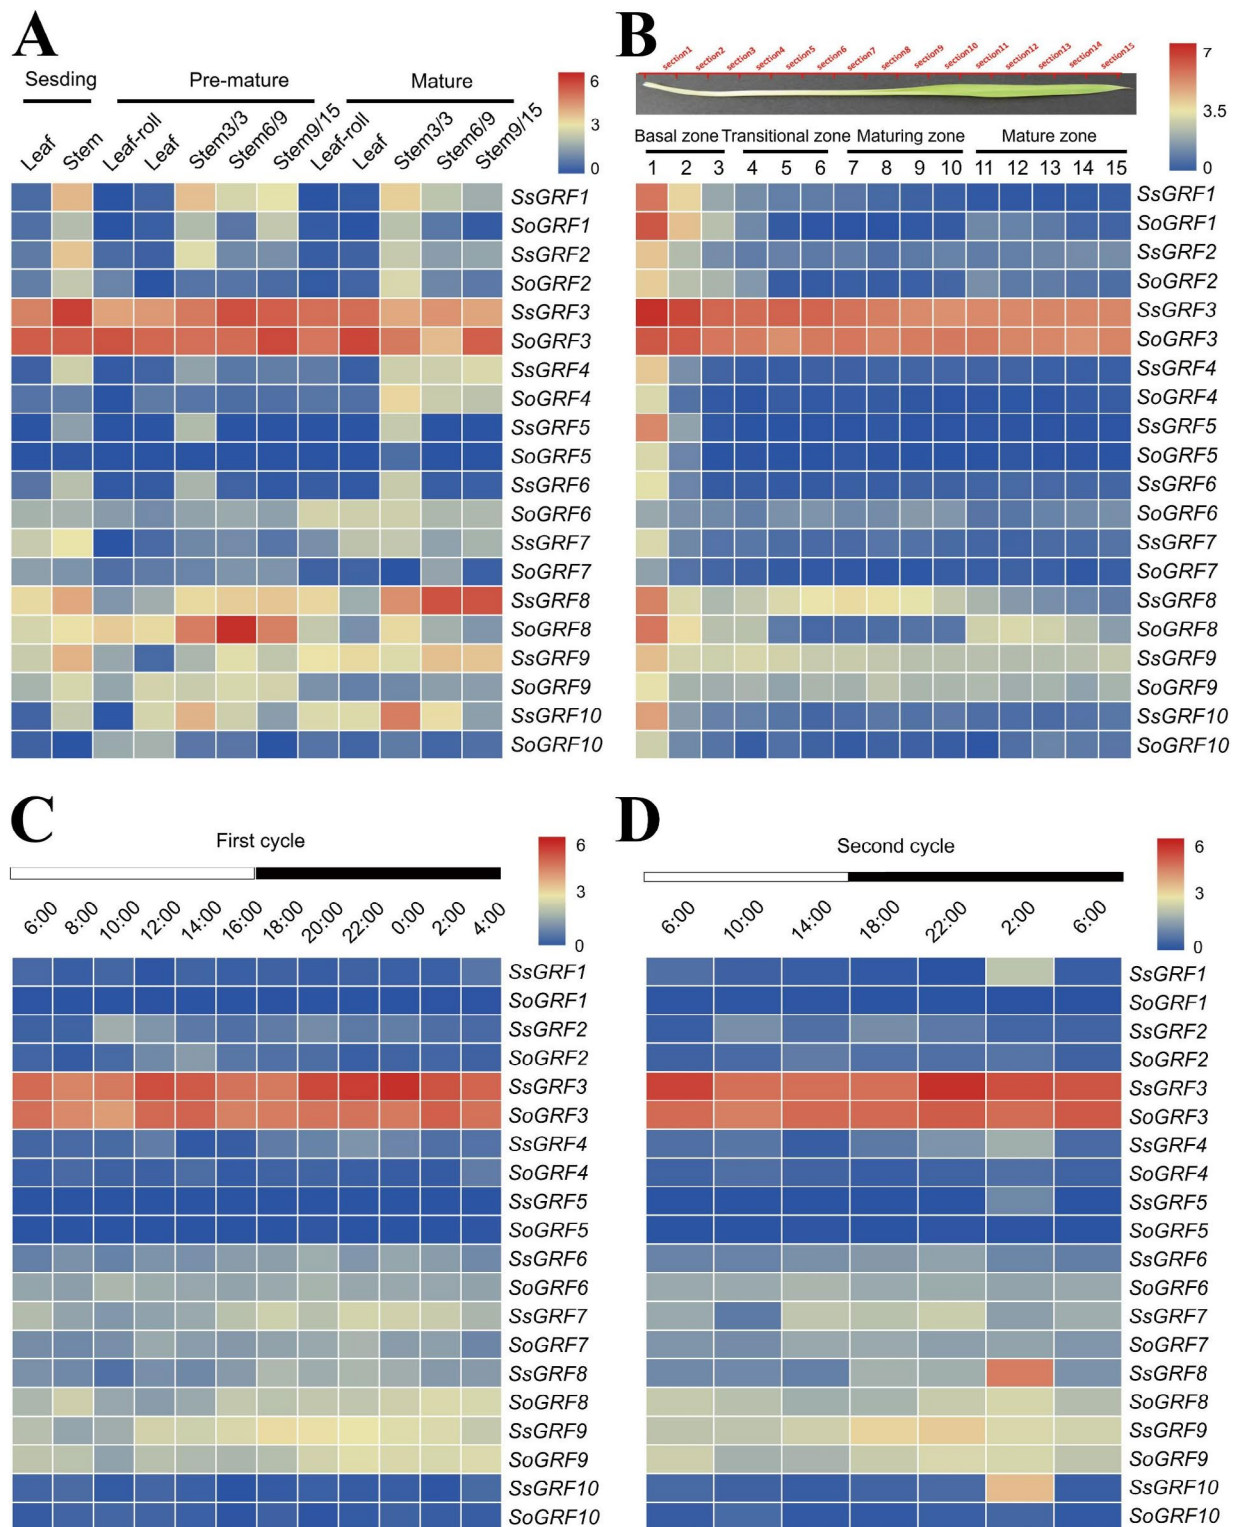 A
Sesding Pre-mature Mature
Leaf Stem Leaf-roll Leaf Stem3/3 Stem6/9 Stem9/15 Leaf-roll Leaf Stem3/3 Stem6/9 Stem9/15
6
3
0
SsGRF1
SoGRF1
SsGRF2
SoGRF2
SsGRF3
SoGRF3
SsGRF4
SoGRF4
SsGRF5
SoGRF5
SsGRF6
SoGRF6
SsGRF7
SoGRF7
SsGRF8
SoGRF8
SsGRF9
SoGRF9
SsGRF10
SoGRF10
B
section1 section2 section3 section4 section5 section6 section7 section8 section9 section10 section11 section12 section13 section14 section15
7
3.5
0
Basal zone Transitional zone Maturing zone Mature zone
1 2 3 4 5 6 7 8 9 10 11 12 13 14 15
SsGRF1
SoGRF1
SsGRF2
SoGRF2
SsGRF3
SoGRF3
SsGRF4
SoGRF4
SsGRF5
SoGRF5
SsGRF6
SoGRF6
SsGRF7
SoGRF7
SsGRF8
SoGRF8
SsGRF9
SoGRF9
SsGRF10
SoGRF10
C
First cycle
6
3
0
6:00 8:00 10:00 12:00 14:00 16:00 18:00 20:00 22:00 0:00 2:00 4:00
SsGRF1
SoGRF1
SsGRF2
SoGRF2
SsGRF3
SoGRF3
SsGRF4
SoGRF4
SsGRF5
SoGRF5
SsGRF6
SoGRF6
SsGRF7
SoGRF7
SsGRF8
SoGRF8
SsGRF9
SoGRF9
SsGRF10
SoGRF10
D
Second cycle
6
3
0
6:00 10:00 14:00 18:00 22:00 2:00 6:00
SsGRF1
SoGRF1
SsGRF2
SoGRF2
SsGRF3
SoGRF3
SsGRF4
SoGRF4
SsGRF5
SoGRF5
SsGRF6
SoGRF6
SsGRF7
SoGRF7
SsGRF8
SoGRF8
SsGRF9
SoGRF9
SsGRF10
SoGRF10